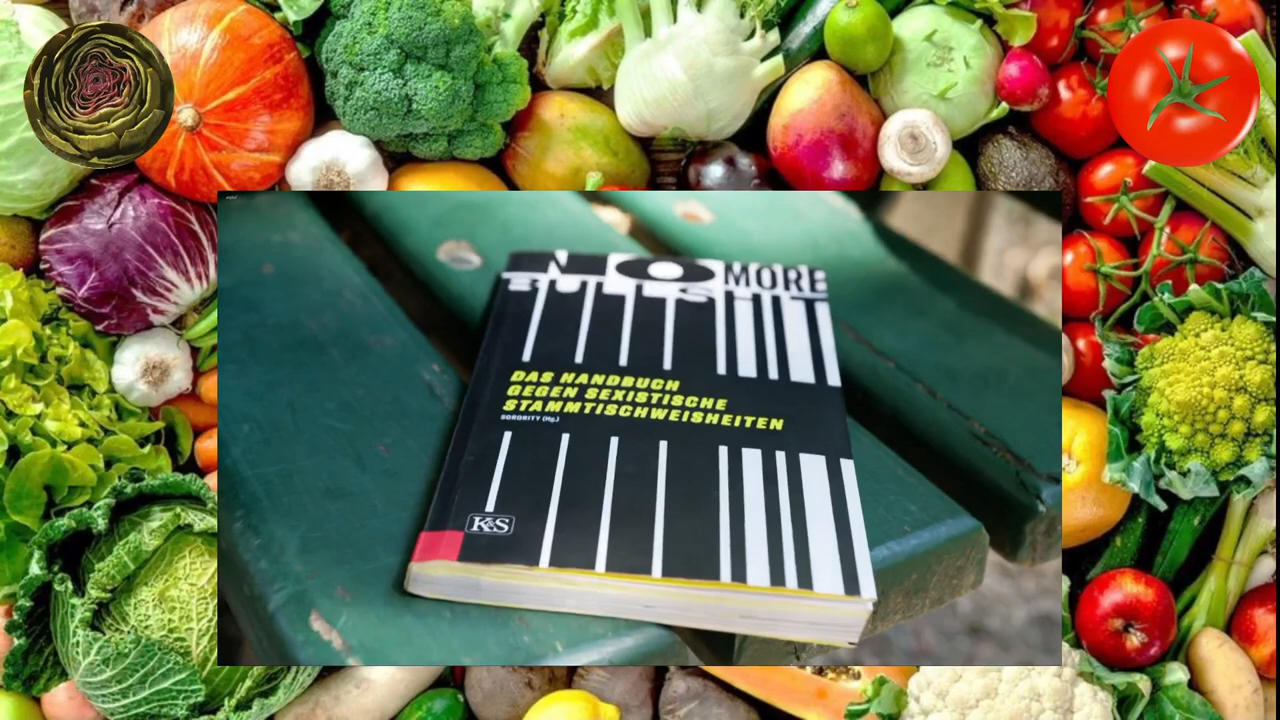 NO MORE
BULLSHIT
DAS HANDBUCH
GEGEN SEXISTISCHE
STAMMTISCHWEISHEITEN
SORORITY (Hg.)
K&S